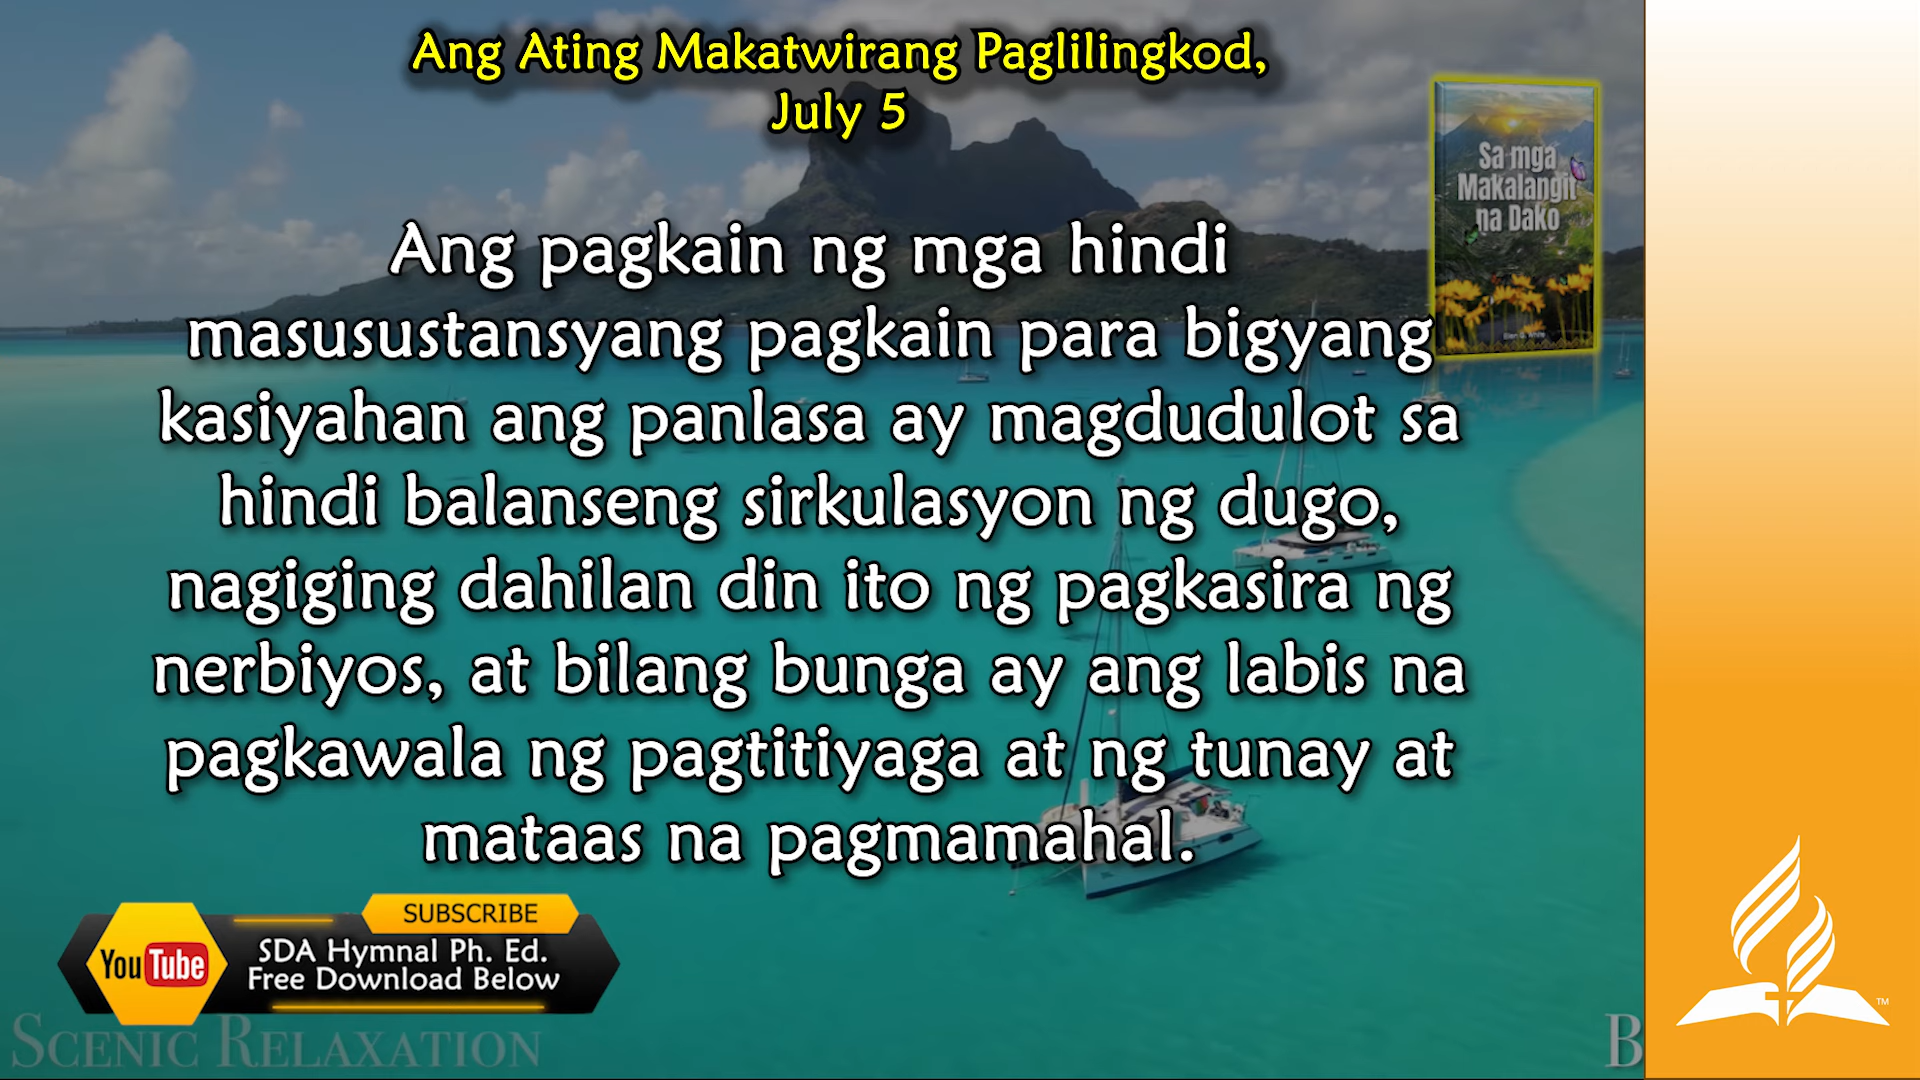 Ang Ating Makatwirang Paglilingkod,
July 5
Sa mga
Makalangit
na Dako
Ellen G. White
Ang pagkain ng mga hindi
masusustansyang pagkain para bigyang
kasiyahan ang panlasa ay magdudulot sa
hindi balanseng sirkulasyon ng dugo,
nagiging dahilan din ito ng pagkasira ng
nerbiyos, at bilang bunga ay ang labis na
pagkawala ng pagtitiyaga at ng tunay at
mataas na pagmamahal.
SUBSCRIBE
YouTube
SDA Hymnal Ph. Ed.
Free Download Below
SCENIC RELAXATION
B
TM